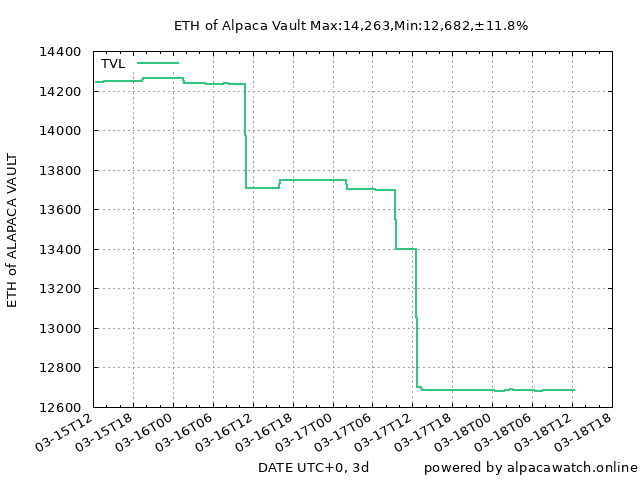 ETH of Alpaca Vault Max:14,263,Min:12,682,±11.8%
TVL
14400
14200
14000
13800
13600
13400
13200
13000
12800
12600
ETH of ALAPACA VAULT
03-15T12
03-15T18
03-16T00
03-16T06
03-16T12
03-16T18
03-17T00
03-17T06
03-17T12
03-17T18
03-18T00
03-18T06
03-18T12
03-18T18
DATE UTC+0, 3d
powered by alpacawatch.online